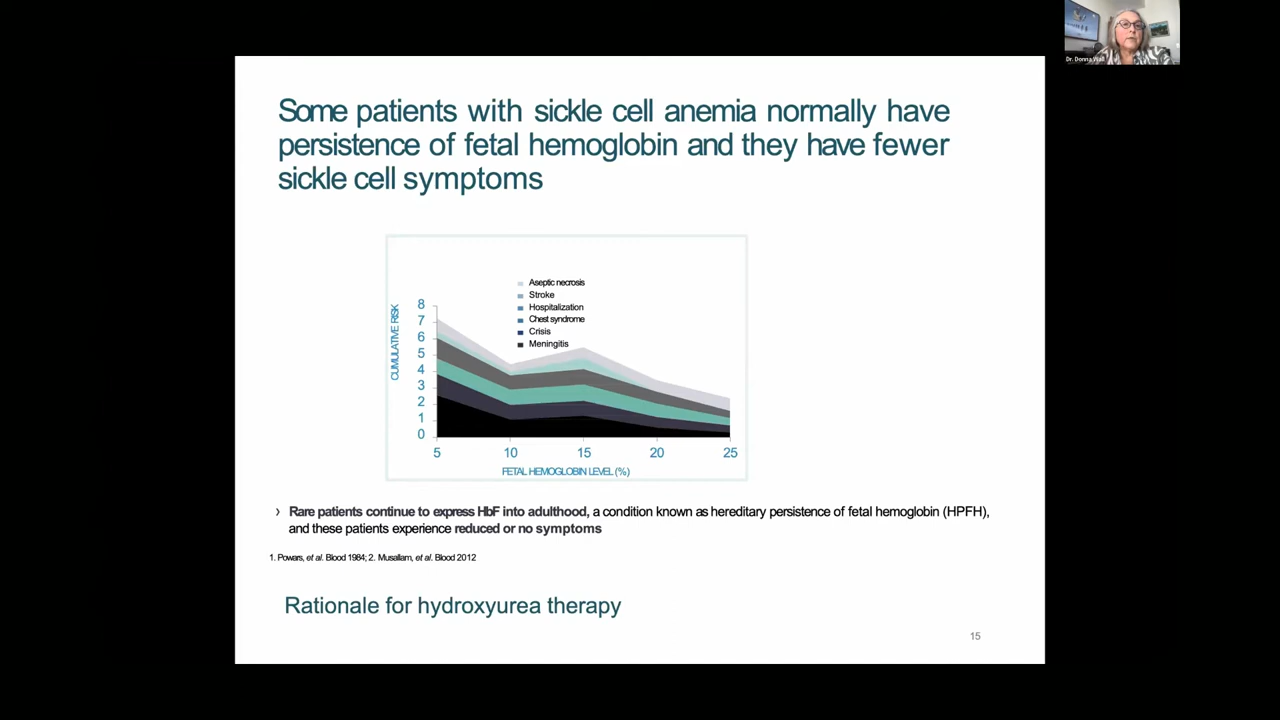 Dr. Donna Wall
Some patients with sickle cell anemia normally have
persistence of fetal hemoglobin and they have fewer
sickle cell symptoms
Aseptic necrosis
Stroke
Hospitalization
Chest syndrome
Crisis
Meningitis
CUMULATIVE RISK
8
7
6
5
4
3
2
1
0
5 10 15 20 25
FETAL HEMOGLOBIN LEVEL (%)
› Rare patients continue to express HbF into adulthood, a condition known as hereditary persistence of fetal hemoglobin (HPFH),
and these patients experience reduced or no symptoms
1. Powars, et al. Blood 1984; 2. Musallam, et al. Blood 2012
Rationale for hydroxyurea therapy
15